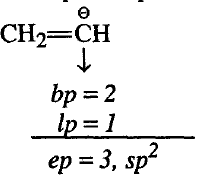 ⊖
CH₂=CH
↓
bp = 2
lp = 1
ep = 3, sp²